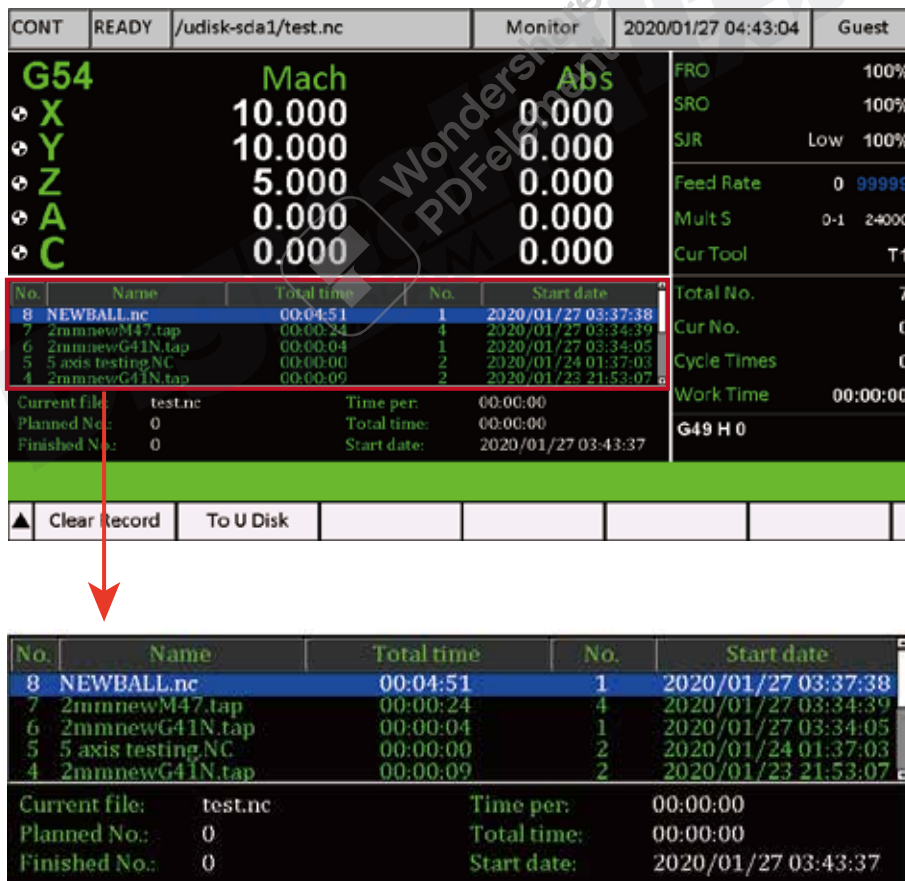 CONT READY /udisk-sda1/test.nc Monitor 2020/01/27 04:43:04 Guest
G54 Mach Abs
X 10.000 0.000
Y 10.000 0.000
Z 5.000 0.000
A 0.000 0.000
C 0.000 0.000
FRO 100%
SRO 100%
SJR Low 100%
Feed Rate 0 99999
Mult S 0-1 24000
Cur Tool T1
Total No. 7
Cur No. 0
Cycle Times 0
Work Time 00:00:00
G49 H 0
No. Name Total time No. Start date
8 NEWBALL.nc 00:04:51 1 2020/01/27 03:37:38
7 2mmnewM47.tap 00:00:24 4 2020/01/27 03:34:39
6 2mmnewG41N.tap 00:00:04 1 2020/01/27 03:34:05
5 5 axis testing.NC 00:00:00 2 2020/01/24 01:37:03
4 2mmnewG41N.tap 00:00:09 2 2020/01/23 21:53:07
Current file: test.nc Time per: 00:00:00
Planned No.: 0 Total time: 00:00:00
Finished No.: 0 Start date: 2020/01/27 03:43:37
▲ Clear Record To U Disk
Wondershare
PDFelement
No. Name Total time No. Start date
8 NEWBALL.nc 00:04:51 1 2020/01/27 03:37:38
7 2mmnewM47.tap 00:00:24 4 2020/01/27 03:34:39
6 2mmnewG41N.tap 00:00:04 1 2020/01/27 03:34:05
5 5 axis testing.NC 00:00:00 2 2020/01/24 01:37:03
4 2mmnewG41N.tap 00:00:09 2 2020/01/23 21:53:07
Current file: test.nc Time per: 00:00:00
Planned No.: 0 Total time: 00:00:00
Finished No.: 0 Start date: 2020/01/27 03:43:37